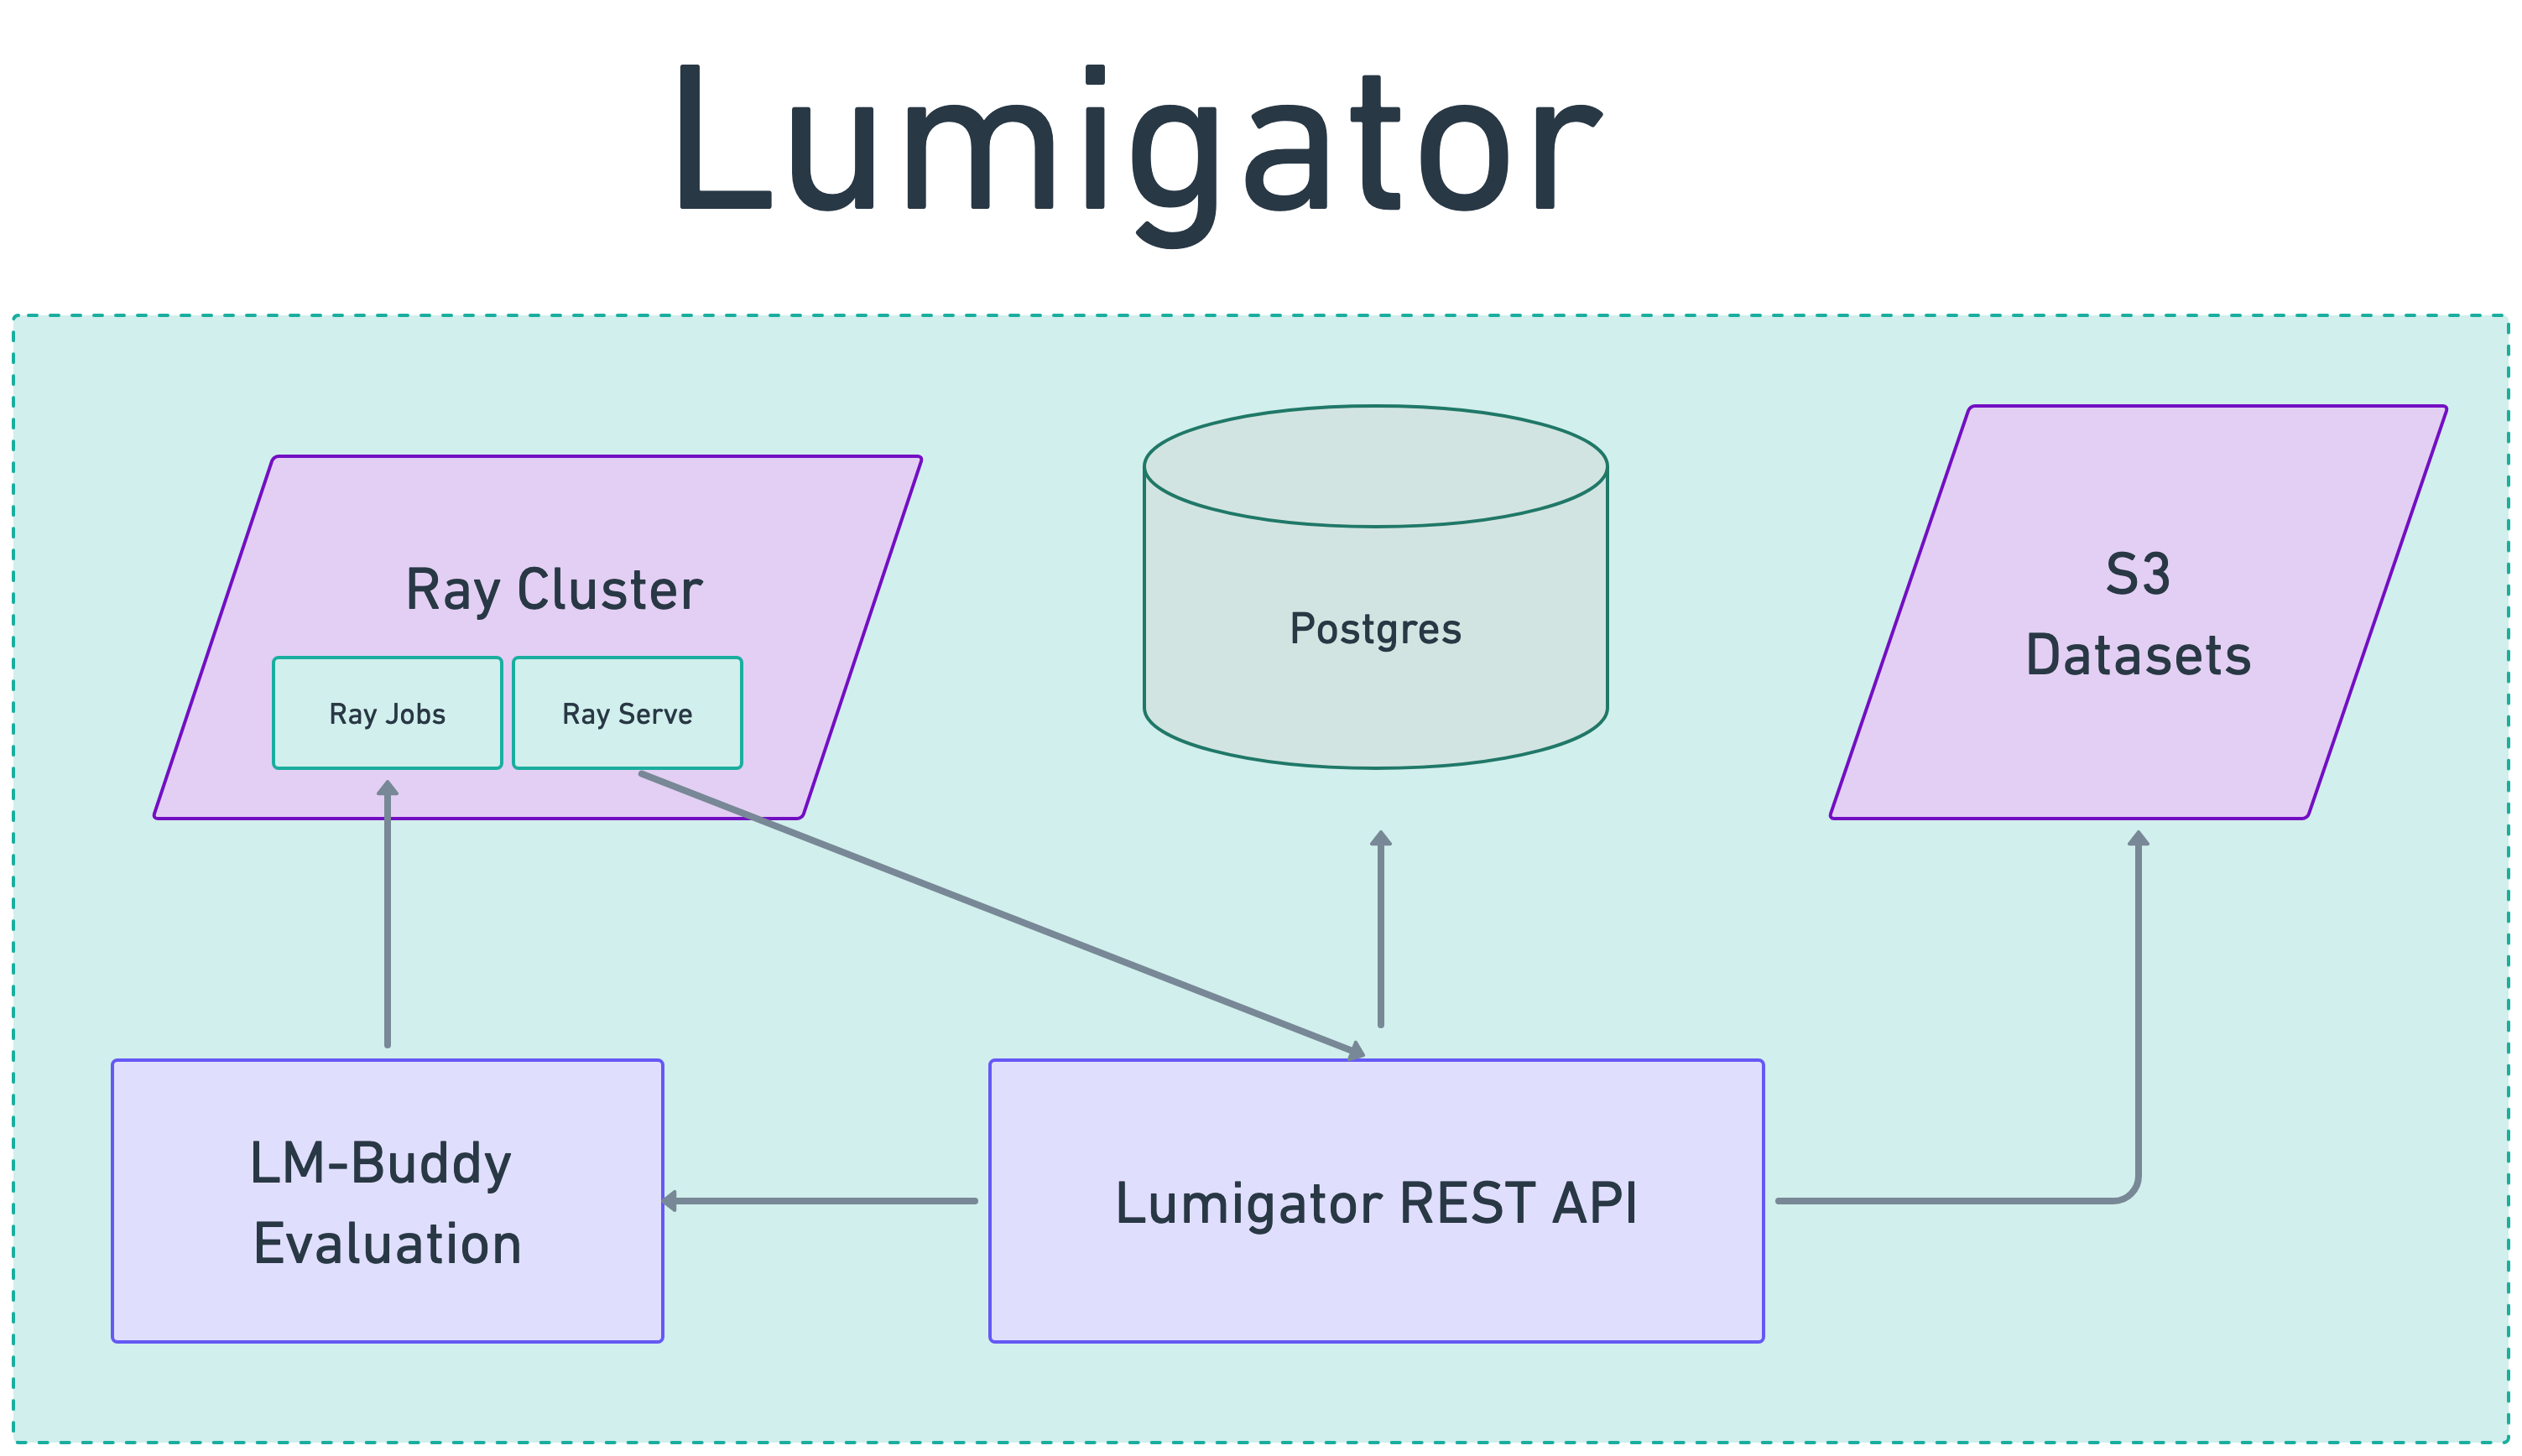 Lumigator
Ray Cluster
Ray Jobs
Ray Serve
Postgres
S3
Datasets
LM-Buddy
Evaluation
Lumigator REST API